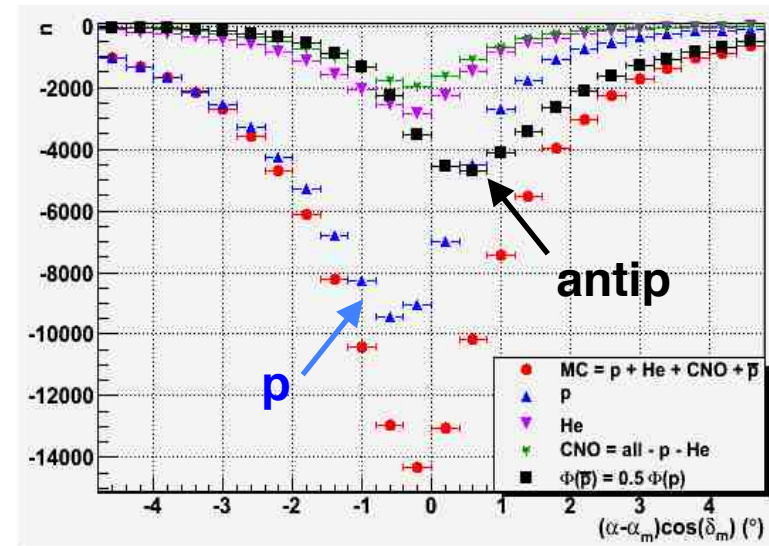 n
0
-2000
-4000
-6000
-8000
-10000
-12000
-14000
antip
p
MC = p + He + CNO + p̅
p
He
CNO = all - p - He
Φ(p̅) = 0.5 Φ(p)
-4 -3 -2 -1 0 1 2 3 4
(α-αₘ)cos(δₘ) (°)